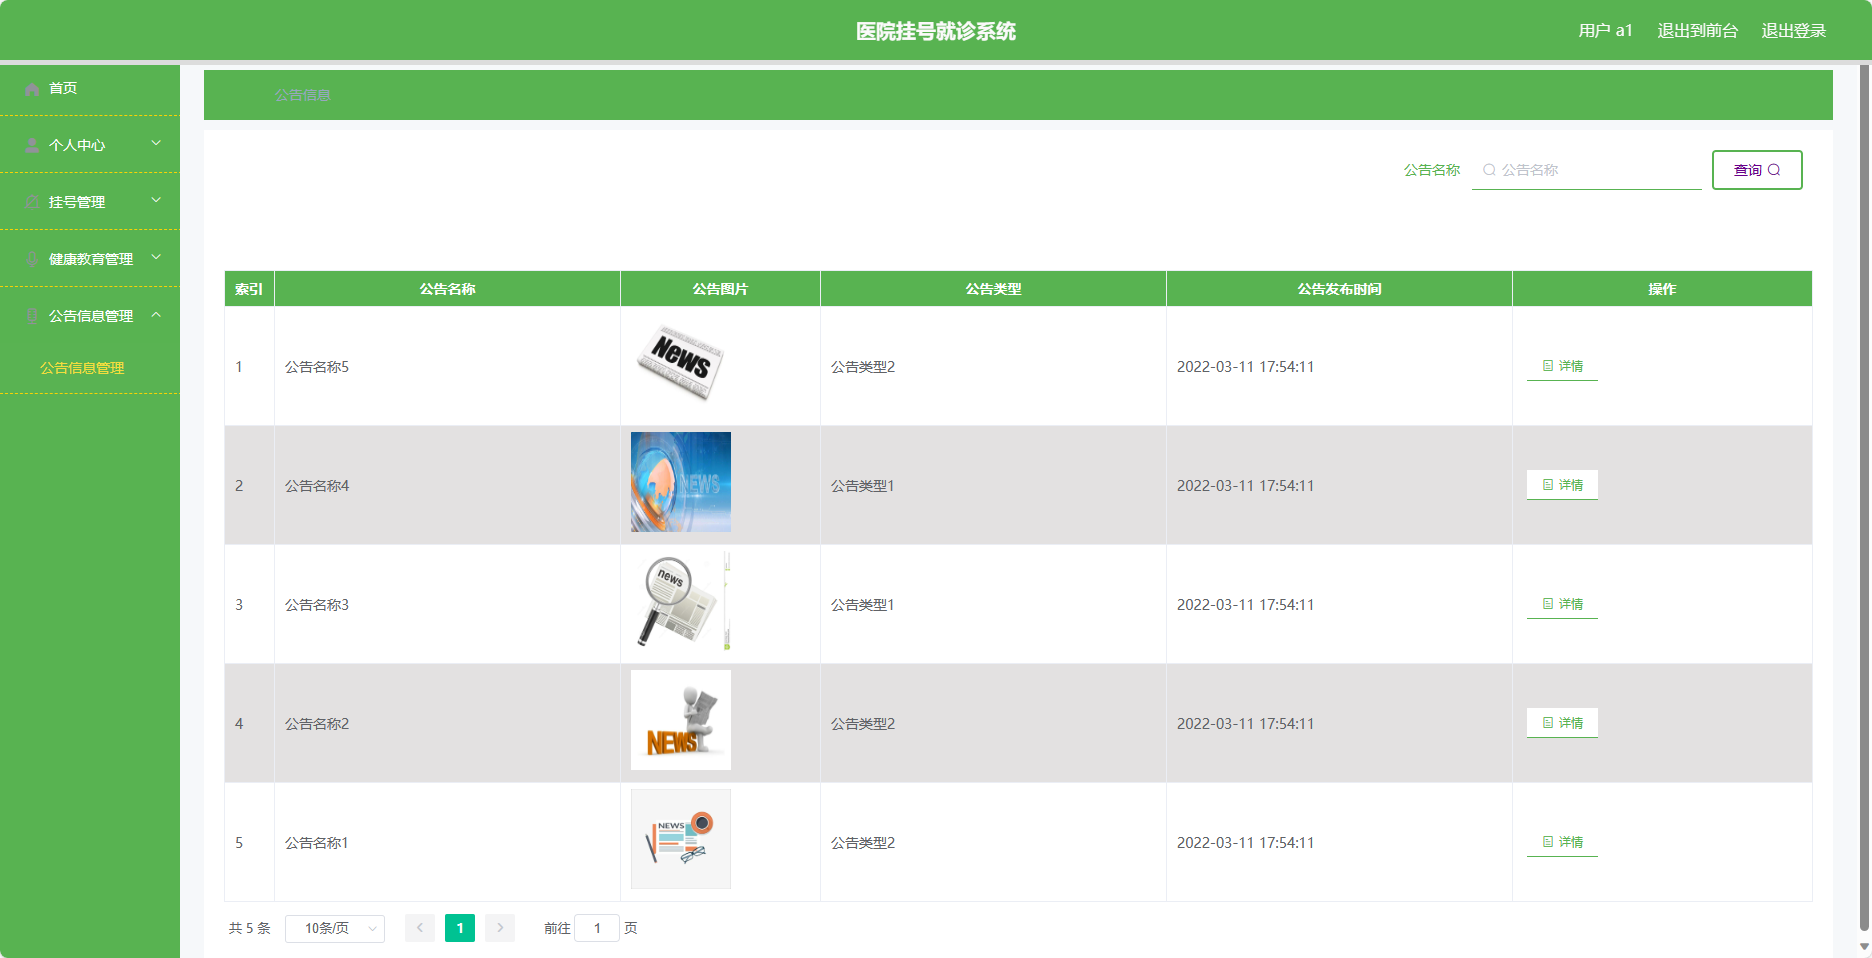 医院挂号就诊系统
用户 a1 退出到前台 退出登录
首页
个人中心
挂号管理
健康教育管理
公告信息管理
公告信息管理
公告信息
公告名称 公告名称 查询
索引 公告名称 公告图片 公告类型 公告发布时间 操作
1 公告名称5 News 公告类型2 2022-03-11 17:54:11 详情
2 公告名称4 NEWS 公告类型1 2022-03-11 17:54:11 详情
3 公告名称3 news 公告类型1 2022-03-11 17:54:11 详情
4 公告名称2 NEWS 公告类型2 2022-03-11 17:54:11 详情
5 公告名称1 NEWS 公告类型2 2022-03-11 17:54:11 详情
共 5 条 10条/页 1 前往 1 页